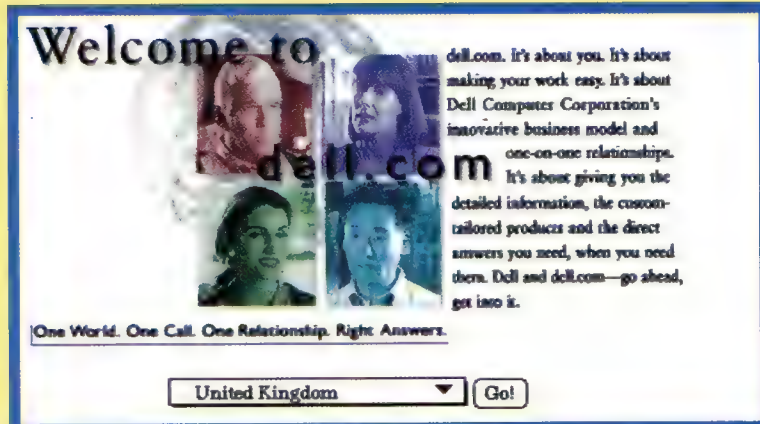 Welcome to
dell.com
dell.com. It's about you. It's about
making your work easy. It's about
Dell Computer Corporation's
innovative business model and
one-on-one relationships.
It's about giving you the
detailed information, the custom-
tailored products and the direct
answers you need, when you need
them. Dell and dell.com—go ahead,
get into it.
One World. One Call. One Relationship. Right Answers.
United Kingdom
Go!